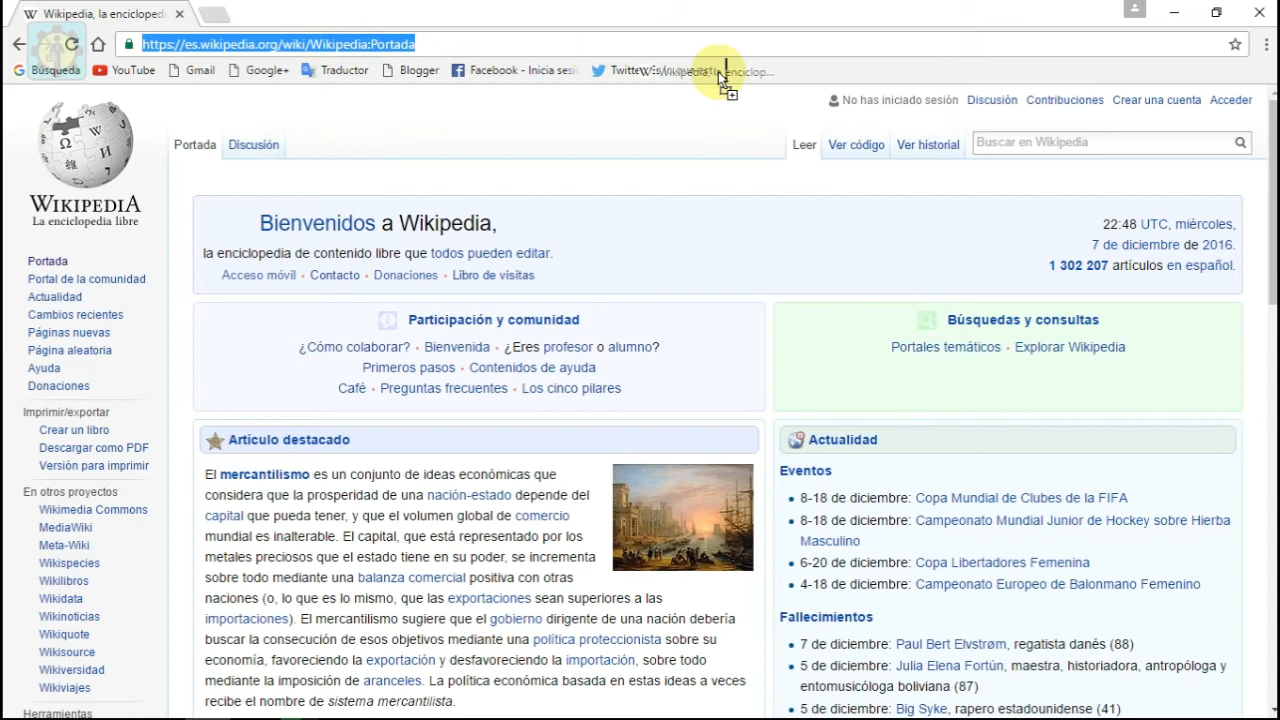 Wikipedia, la encicloped
https://es.wikipedia.org/wiki/Wikipedia:Portada
Búsqueda YouTube Gmail Google+ Traductor Blogger Facebook - Inicia sesi Twitte Wikipedia, la enciclop...
No has iniciado sesión Discusión Contribuciones Crear una cuenta Acceder
Portada Discusión Leer Ver código Ver historial Buscar en Wikipedia
WIKIPEDIA
La enciclopedia libre
Portada
Portal de la comunidad
Actualidad
Cambios recientes
Páginas nuevas
Página aleatoria
Ayuda
Donaciones
Imprimir/exportar
Crear un libro
Descargar como PDF
Versión para imprimir
En otros proyectos
Wikimedia Commons
MediaWiki
Meta-Wiki
Wikispecies
Wikilibros
Wikidata
Wikinoticias
Wikiquote
Wikisource
Wikiversidad
Wikiviajes
Herramientas
Bienvenidos a Wikipedia,
la enciclopedia de contenido libre que todos pueden editar.
Acceso móvil • Contacto • Donaciones • Libro de visitas
22:48 UTC, miércoles,
7 de diciembre de 2016.
1 302 207 artículos en español.
Participación y comunidad
¿Cómo colaborar? • Bienvenida • ¿Eres profesor o alumno?
Primeros pasos • Contenidos de ayuda
Café • Preguntas frecuentes • Los cinco pilares
Búsquedas y consultas
Portales temáticos • Explorar Wikipedia
Artículo destacado
El mercantilismo es un conjunto de ideas económicas que
considera que la prosperidad de una nación-estado depende del
capital que pueda tener, y que el volumen global de comercio
mundial es inalterable. El capital, que está representado por los
metales preciosos que el estado tiene en su poder, se incrementa
sobre todo mediante una balanza comercial positiva con otras
naciones (o, lo que es lo mismo, que las exportaciones sean superiores a las
importaciones). El mercantilismo sugiere que el gobierno dirigente de una nación debería
buscar la consecución de esos objetivos mediante una política proteccionista sobre su
economía, favoreciendo la exportación y desfavoreciendo la importación, sobre todo
mediante la imposición de aranceles. La política económica basada en estas ideas a veces
recibe el nombre de sistema mercantilista.
Actualidad
Eventos
• 8-18 de diciembre: Copa Mundial de Clubes de la FIFA
• 8-18 de diciembre: Campeonato Mundial Junior de Hockey sobre Hierba
Masculino
• 6-20 de diciembre: Copa Libertadores Femenina
• 4-18 de diciembre: Campeonato Europeo de Balonmano Femenino
Fallecimientos
• 7 de diciembre: Paul Bert Elvstrøm, regatista danés (88)
• 5 de diciembre: Julia Elena Fortún, maestra, historiadora, antropóloga y
entomusicóloga boliviana (87)
• 5 de diciembre: Big Syke, rapero estadounidense (41)